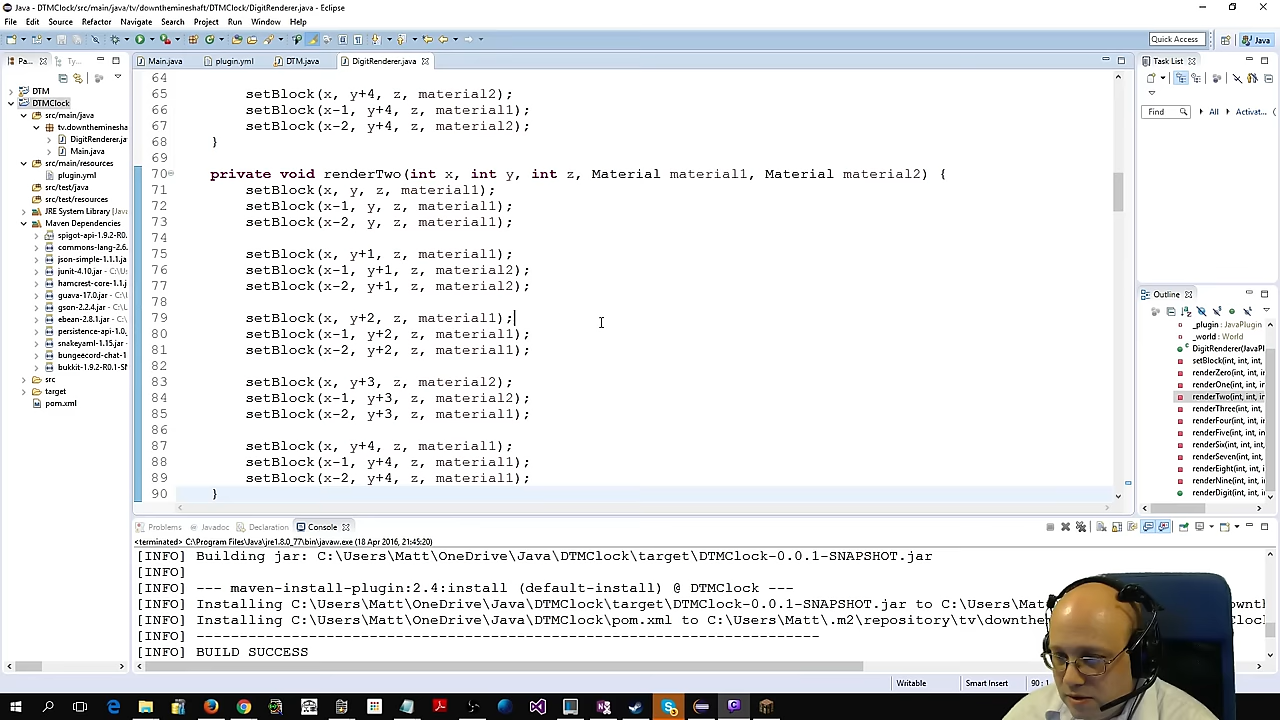 Java - DTMClock/src/main/java/tv/downthemineshaft/DTMClock/DigitRenderer.java - Eclipse
File Edit Source Refactor Navigate Search Project Run Window Help
Quick Access
Java
Pa...
Ty...
Main.java
plugin.yml
DTM.java
DigitRenderer.java
Task List
DTM
DTMClock
src/main/java
tv.downtheminesha
DigitRenderer.ja
Main.java
src/main/resources
plugin.yml
src/test/java
src/test/resources
JRE System Library [Java
Maven Dependencies
spigot-api-1.9.2-R0.
commons-lang-2.6.
json-simple-1.1.1.ja
junit-4.10.jar - C:\U
hamcrest-core-1.1.
guava-17.0.jar - C:\
gson-2.2.4.jar - C:\
ebean-2.8.1.jar - C:
persistence-api-1.0.
snakeyaml-1.15.jar
bungeecord-chat-1
bukkit-1.9.2-R0.1-SN
src
target
pom.xml
64
65 setBlock(x, y+4, z, material2);
66 setBlock(x-1, y+4, z, material1);
67 setBlock(x-2, y+4, z, material2);
68 }
69
70 private void renderTwo(int x, int y, int z, Material material1, Material material2) {
71 setBlock(x, y, z, material1);
72 setBlock(x-1, y, z, material1);
73 setBlock(x-2, y, z, material1);
74
75 setBlock(x, y+1, z, material1);
76 setBlock(x-1, y+1, z, material2);
77 setBlock(x-2, y+1, z, material2);
78
79 setBlock(x, y+2, z, material1);
80 setBlock(x-1, y+2, z, material1);
81 setBlock(x-2, y+2, z, material1);
82
83 setBlock(x, y+3, z, material2);
84 setBlock(x-1, y+3, z, material2);
85 setBlock(x-2, y+3, z, material1);
86
87 setBlock(x, y+4, z, material1);
88 setBlock(x-1, y+4, z, material1);
89 setBlock(x-2, y+4, z, material1);
90 }
Find
All
Activat...
Outline
_plugin : JavaPlugin
_world : World
DigitRenderer(JavaPl
setBlock(int, int, int,
renderZero(int, int, in
renderOne(int, int, in
renderTwo(int, int, in
renderThree(int, int, i
renderFour(int, int, in
renderFive(int, int, in
renderSix(int, int, int,
renderSeven(int, int, i
renderEight(int, int, in
renderNine(int, int, in
renderDigit(int, int, in
Problems
Javadoc
Declaration
Console
<terminated> C:\Program Files\Java\jre1.8.0_77\bin\javaw.exe (18 Apr 2016, 21:45:20)
[INFO] Building jar: C:\Users\Matt\OneDrive\Java\DTMClock\target\DTMClock-0.0.1-SNAPSHOT.jar
[INFO]
[INFO] --- maven-install-plugin:2.4:install (default-install) @ DTMClock ---
[INFO] Installing C:\Users\Matt\OneDrive\Java\DTMClock\target\DTMClock-0.0.1-SNAPSHOT.jar to C:\Users\Mat
[INFO] Installing C:\Users\Matt\OneDrive\Java\DTMClock\pom.xml to C:\Users\Matt\.m2\repository\tv\downthem
[INFO] ------------------------------------------------------------------------
[INFO] BUILD SUCCESS
Writable
Smart Insert
90 : 1